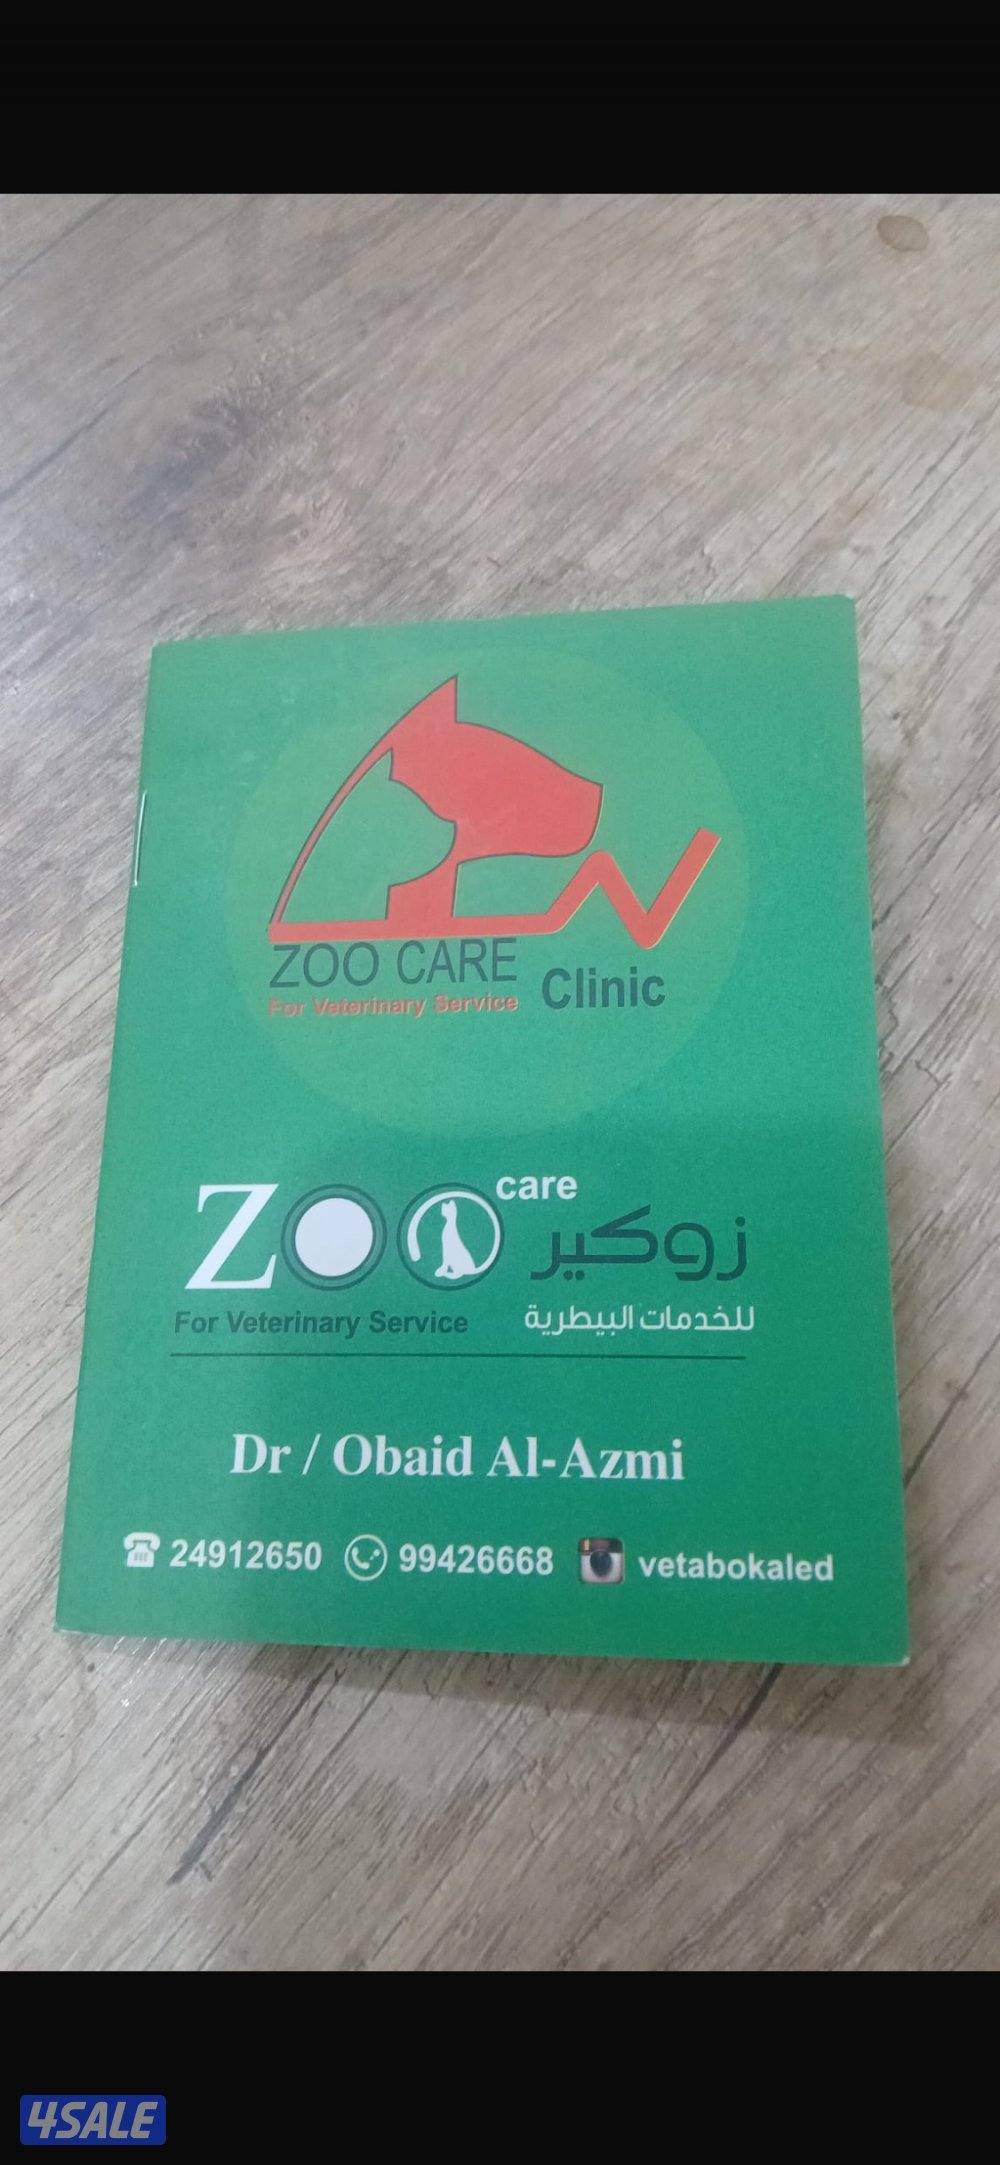 ZOO CARE
For Veterinary Service
Clinic
ZOO care
زوكير
For Veterinary Service
للخدمات البيطرية
Dr / Obaid Al-Azmi
24912650 99426668 vetabokaled
4SALE